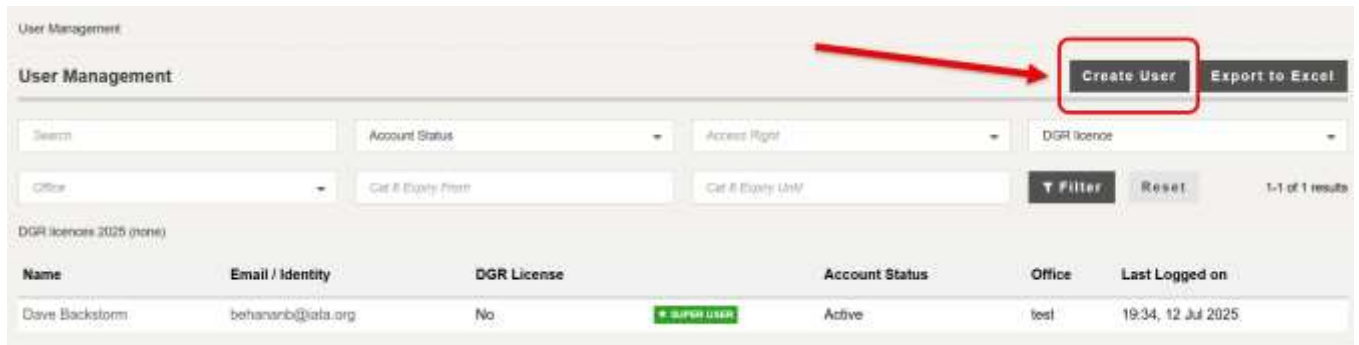 User Management
User Management
Create User Export to Excel
Search Account Status Access Right DGR licence
Office Cat 6 Expiry From Cat 6 Expiry Until Filter Reset 1-1 of 1 results
DGR licences 2025 (none)
Name Email / Identity DGR License Account Status Office Last Logged on
Dave Backstorm behananb@iata.org No SUPER USER Active test 19:34, 12 Jul 2025